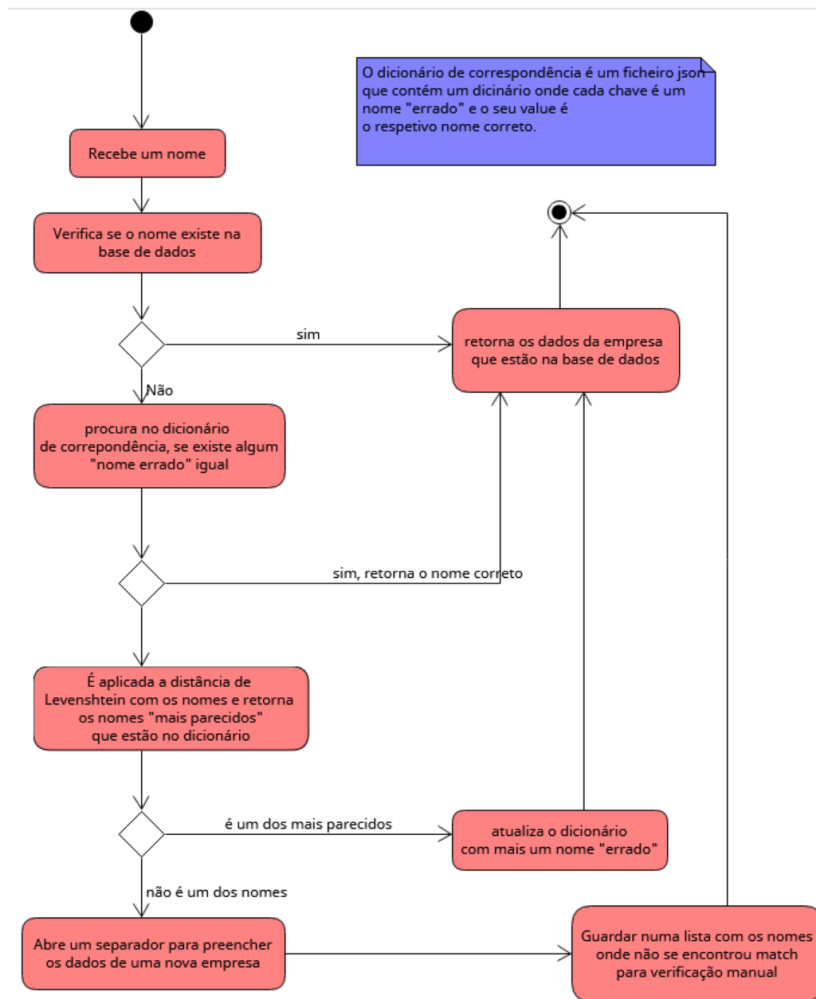 O dicionário de correspondência é um ficheiro json
que contém um dicinário onde cada chave é um
nome "errado" e o seu value é
o respetivo nome correto.
Recebe um nome
Verifica se o nome existe na
base de dados
sim
retorna os dados da empresa
que estão na base de dados
Não
procura no dicionário
de correpondência, se existe algum
"nome errado" igual
sim, retorna o nome correto
É aplicada a distância de
Levenshtein com os nomes e retorna
os nomes "mais parecidos"
que estão no dicionário
é um dos mais parecidos
atualiza o dicionário
com mais um nome "errado"
não é um dos nomes
Abre um separador para preencher
os dados de uma nova empresa
Guardar numa lista com os nomes
onde não se encontrou match
para verificação manual